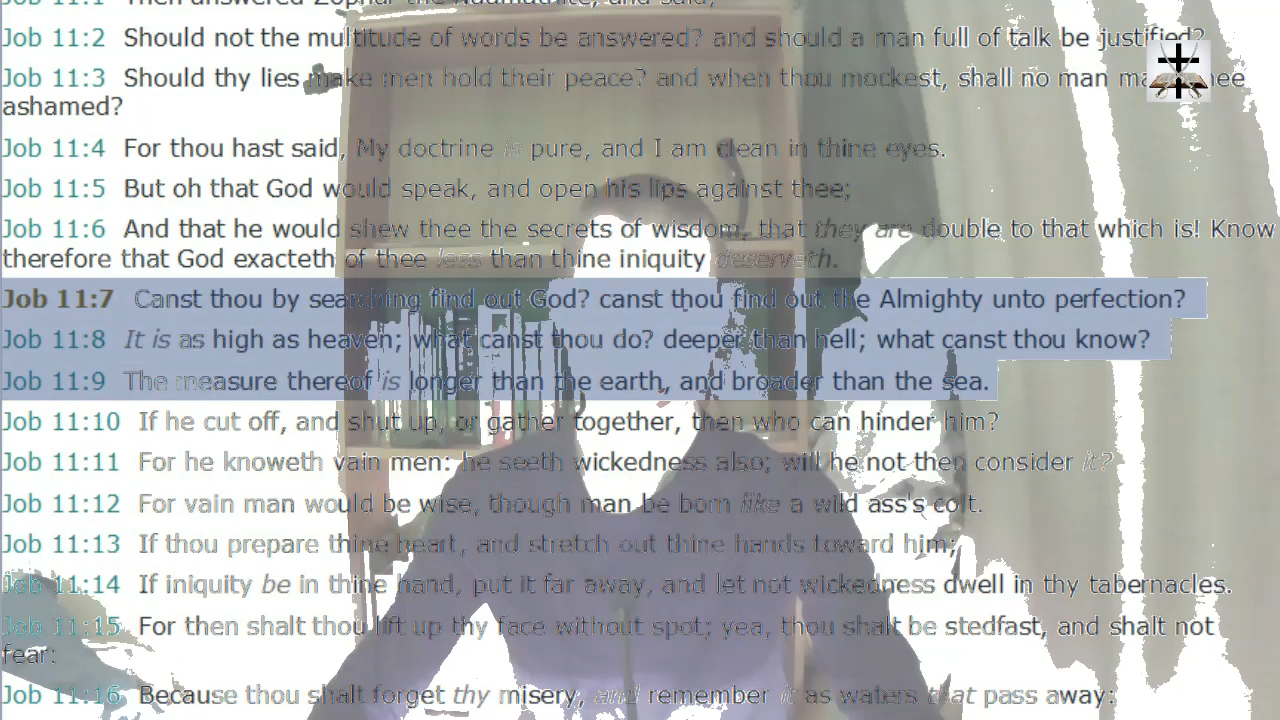 Job 11:1 Then answered Zophar the Naamathite, and said,
Job 11:2 Should not the multitude of words be answered? and should a man full of talk be justified?
Job 11:3 Should thy lies make men hold their peace? and when thou mockest, shall no man make thee
ashamed?
Job 11:4 For thou hast said, My doctrine is pure, and I am clean in thine eyes.
Job 11:5 But oh that God would speak, and open his lips against thee;
Job 11:6 And that he would shew thee the secrets of wisdom, that they are double to that which is! Know
therefore that God exacteth of thee less than thine iniquity deserveth.
Job 11:7 Canst thou by searching find out God? canst thou find out the Almighty unto perfection?
Job 11:8 It is as high as heaven; what canst thou do? deeper than hell; what canst thou know?
Job 11:9 The measure thereof is longer than the earth, and broader than the sea.
Job 11:10 If he cut off, and shut up, or gather together, then who can hinder him?
Job 11:11 For he knoweth vain men: he seeth wickedness also; will he not then consider it?
Job 11:12 For vain man would be wise, though man be born like a wild ass's colt.
Job 11:13 If thou prepare thine heart, and stretch out thine hands toward him;
Job 11:14 If iniquity be in thine hand, put it far away, and let not wickedness dwell in thy tabernacles.
Job 11:15 For then shalt thou lift up thy face without spot; yea, thou shalt be stedfast, and shalt not
fear:
Job 11:16 Because thou shalt forget thy misery, and remember it as waters that pass away: